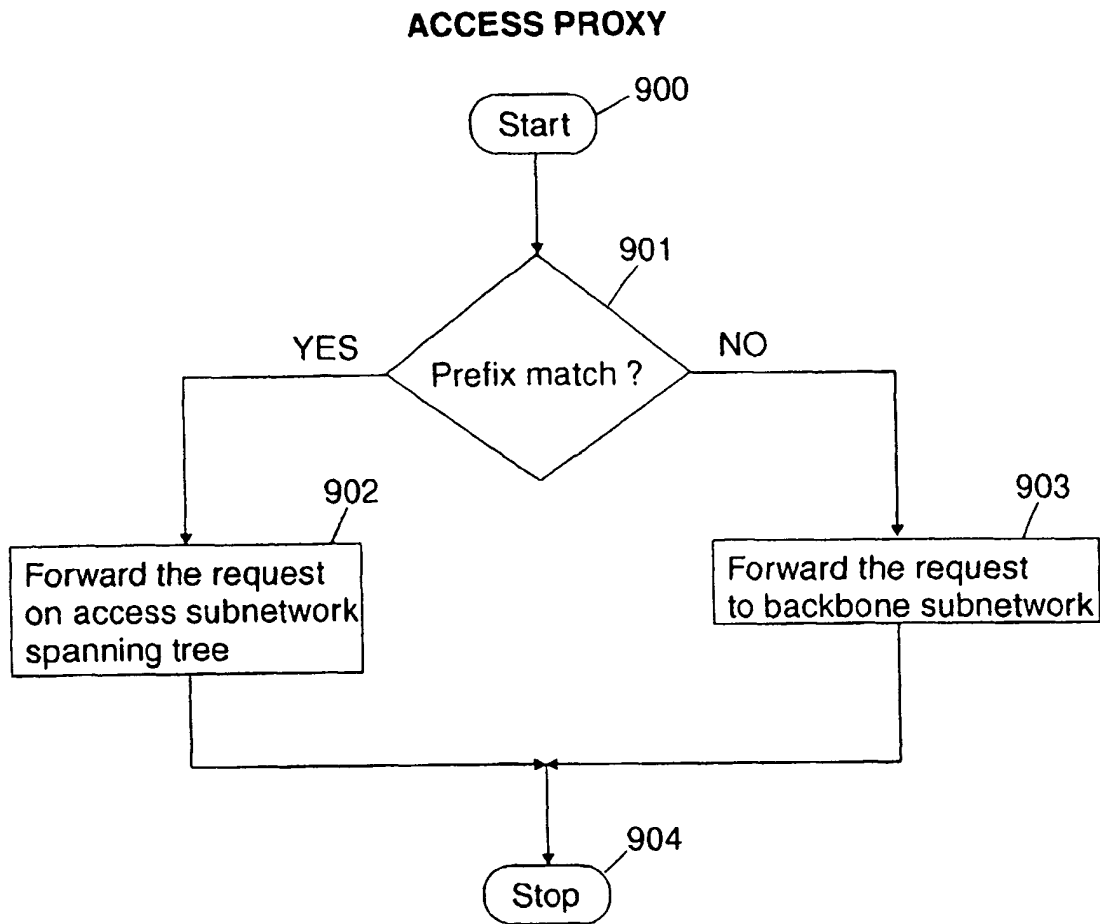 ACCESS PROXY
900
Start
901
YES
NO
Prefix match ?
902
903
Forward the request
on access subnetwork
spanning tree
Forward the request
to backbone subnetwork
904
Stop